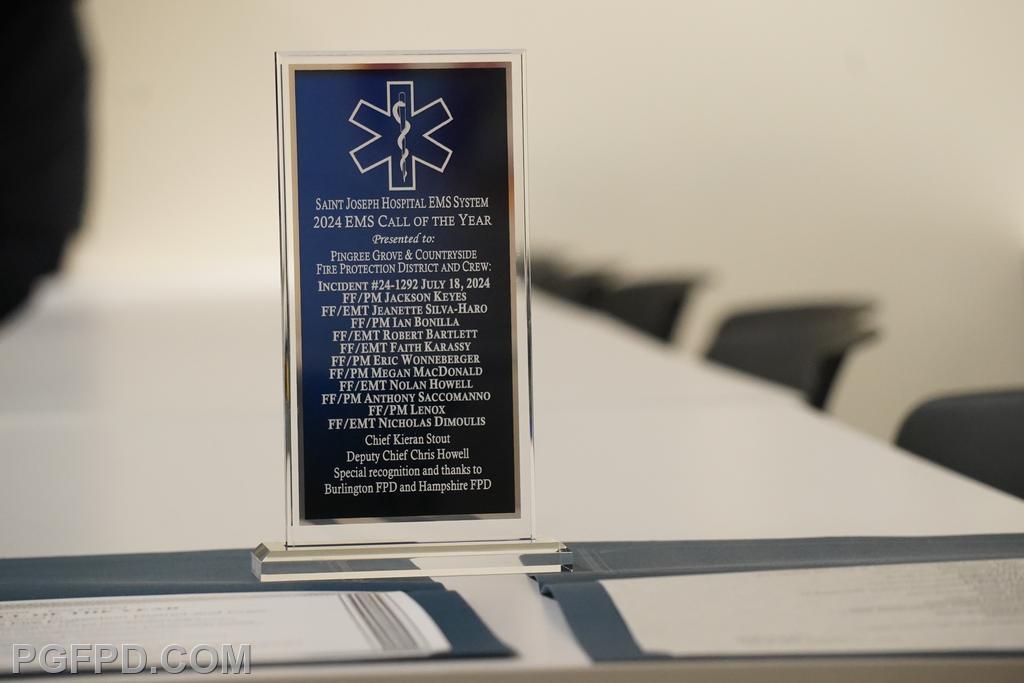 SAINT JOSEPH HOSPITAL EMS SYSTEM
2024 EMS CALL OF THE YEAR
Presented to:
PINGREE GROVE & COUNTRYSIDE
FIRE PROTECTION DISTRICT AND CREW:
INCIDENT #24-1292 JULY 18, 2024
FF/PM JACKSON KEYES
FF/EMT JEANETTE SILVA-HARO
FF/PM IAN BONILLA
FF/EMT ROBERT BARTLETT
FF/EMT FAITH KARASSY
FF/PM ERIC WONNEBERGER
FF/PM MEGAN MACDONALD
FF/EMT NOLAN HOWELL
FF/PM ANTHONY SACCOMANNO
FF/PM LENOX
FF/EMT NICHOLAS DIMOULIS
Chief Kieran Stout
Deputy Chief Chris Howell
Special recognition and thanks to
Burlington FPD and Hampshire FPD
OF THE YEAR
PGFPD.COM